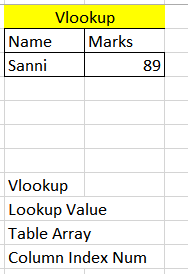 Vlookup
Name Marks
Sanni 89
Vlookup
Lookup Value
Table Array
Column Index Num